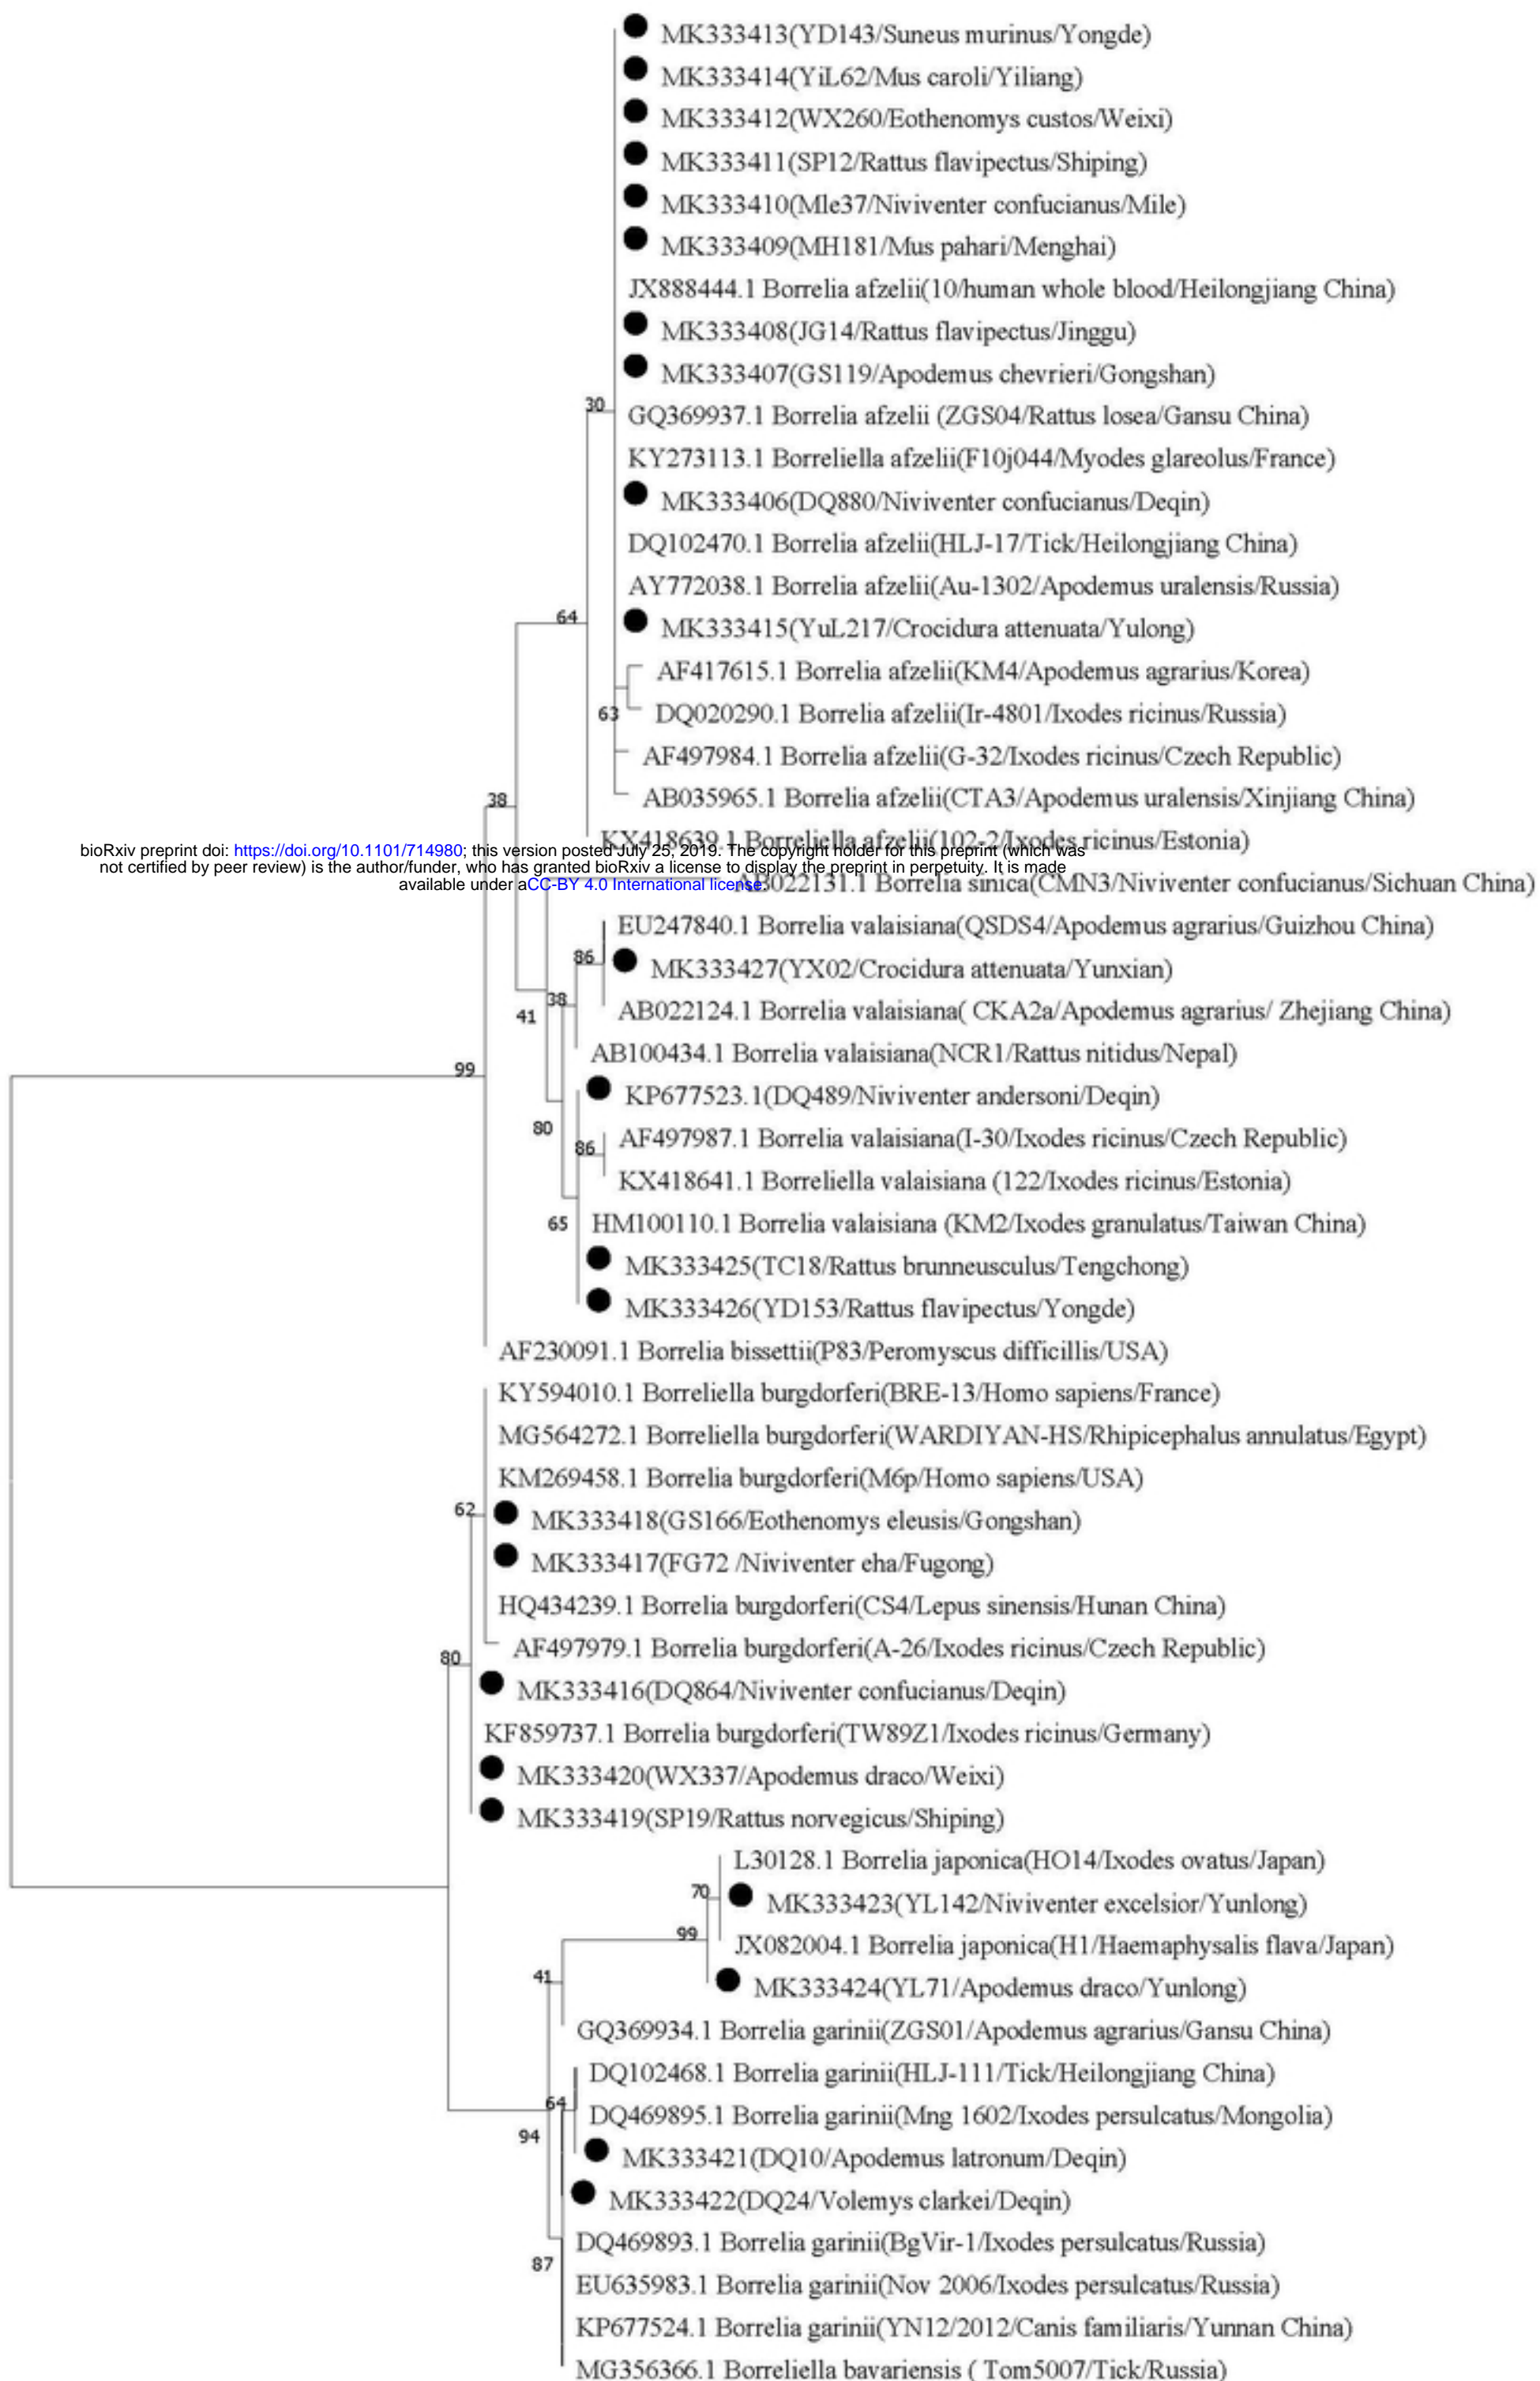 MK333413(YD143/Suneus murinus/Yongde)
MK333414(YiL62/Mus caroli/Yiliang)
MK333412(WX260/Eothenomys custos/Weixi)
MK333411(SP12/Rattus flavipectus/Shiping)
MK333410(Mle37/Niviventer confucianus/Mile)
MK333409(MH181/Mus pahari/Menghai)
JX888444.1 Borrelia afzelii(10/human whole blood/Heilongjiang China)
MK333408(JG14/Rattus flavipectus/Jinggu)
MK333407(GS119/Apodemus chevrieri/Gongshan)
30
GQ369937.1 Borrelia afzelii (ZGS04/Rattus losea/Gansu China)
KY273113.1 Borreliella afzelii(F10j044/Myodes glareolus/France)
MK333406(DQ880/Niviventer confucianus/Deqin)
DQ102470.1 Borrelia afzelii(HLJ-17/Tick/Heilongjiang China)
AY772038.1 Borrelia afzelii(Au-1302/Apodemus uralensis/Russia)
64
MK333415(YuL217/Crocidura attenuata/Yulong)
AF417615.1 Borrelia afzelii(KM4/Apodemus agrarius/Korea)
63
DQ020290.1 Borrelia afzelii(Ir-4801/Ixodes ricinus/Russia)
AF497984.1 Borrelia afzelii(G-32/Ixodes ricinus/Czech Republic)
38
AB035965.1 Borrelia afzelii(CTA3/Apodemus uralensis/Xinjiang China)
KX418639.1 Borreliella afzelii(102-2/Ixodes ricinus/Estonia)
bioRxiv preprint doi: https://doi.org/10.1101/714980; this version posted July 25, 2019. The copyright holder for this preprint (which was
not certified by peer review) is the author/funder, who has granted bioRxiv a license to display the preprint in perpetuity. It is made
available under aCC-BY 4.0 International license.
AB022131.1 Borrelia sinica(CMN3/Niviventer confucianus/Sichuan China)
EU247840.1 Borrelia valaisiana(QSDS4/Apodemus agrarius/Guizhou China)
86
MK333427(YX02/Crocidura attenuata/Yunxian)
38
41
AB022124.1 Borrelia valaisiana( CKA2a/Apodemus agrarius/ Zhejiang China)
AB100434.1 Borrelia valaisiana(NCR1/Rattus nitidus/Nepal)
99
KP677523.1(DQ489/Niviventer andersoni/Deqin)
80
AF497987.1 Borrelia valaisiana(I-30/Ixodes ricinus/Czech Republic)
86
KX418641.1 Borreliella valaisiana (122/Ixodes ricinus/Estonia)
65
HM100110.1 Borrelia valaisiana (KM2/Ixodes granulatus/Taiwan China)
MK333425(TC18/Rattus brunneusculus/Tengchong)
MK333426(YD153/Rattus flavipectus/Yongde)
AF230091.1 Borrelia bissettii(P83/Peromyscus difficillis/USA)
KY594010.1 Borreliella burgdorferi(BRE-13/Homo sapiens/France)
MG564272.1 Borreliella burgdorferi(WARDIYAN-HS/Rhipicephalus annulatus/Egypt)
KM269458.1 Borrelia burgdorferi(M6p/Homo sapiens/USA)
62
MK333418(GS166/Eothenomys eleusis/Gongshan)
MK333417(FG72 /Niviventer eha/Fugong)
HQ434239.1 Borrelia burgdorferi(CS4/Lepus sinensis/Hunan China)
AF497979.1 Borrelia burgdorferi(A-26/Ixodes ricinus/Czech Republic)
80
MK333416(DQ864/Niviventer confucianus/Deqin)
KF859737.1 Borrelia burgdorferi(TW89Z1/Ixodes ricinus/Germany)
MK333420(WX337/Apodemus draco/Weixi)
MK333419(SP19/Rattus norvegicus/Shiping)
L30128.1 Borrelia japonica(HO14/Ixodes ovatus/Japan)
70
MK333423(YL142/Niviventer excelsior/Yunlong)
99
JX082004.1 Borrelia japonica(H1/Haemaphysalis flava/Japan)
41
MK333424(YL71/Apodemus draco/Yunlong)
GQ369934.1 Borrelia garinii(ZGS01/Apodemus agrarius/Gansu China)
DQ102468.1 Borrelia garinii(HLJ-111/Tick/Heilongjiang China)
64
DQ469895.1 Borrelia garinii(Mng 1602/Ixodes persulcatus/Mongolia)
94
MK333421(DQ10/Apodemus latronum/Deqin)
MK333422(DQ24/Volemys clarkei/Deqin)
DQ469893.1 Borrelia garinii(BgVir-1/Ixodes persulcatus/Russia)
87
EU635983.1 Borrelia garinii(Nov 2006/Ixodes persulcatus/Russia)
KP677524.1 Borrelia garinii(YN12/2012/Canis familiaris/Yunnan China)
MG356366.1 Borreliella bavariensis ( Tom5007/Tick/Russia)